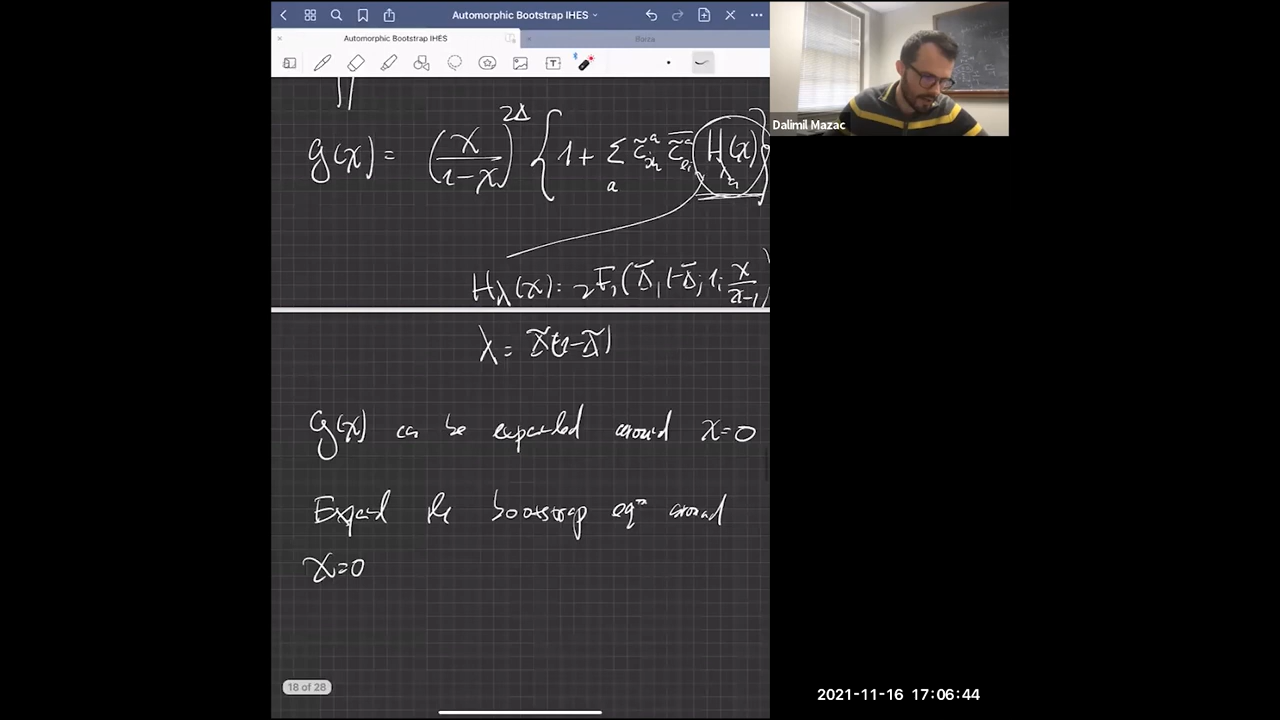 Automorphic Bootstrap IHES
Automorphic Bootstrap IHES
Dalimil Mazac
g(x) = (x/(1-x))^{2Δ} { 1 + Σ_a
H_λ(x) : ₂F₁(Δ̃, 1-Δ̃; 1; x/(x-1))
λ = Δ̃(1-Δ̃)
g(x) can be expanded around x=0
Expand the bootstrap eqⁿ around
x=0
18 of 28
2021-11-16 17:06:44